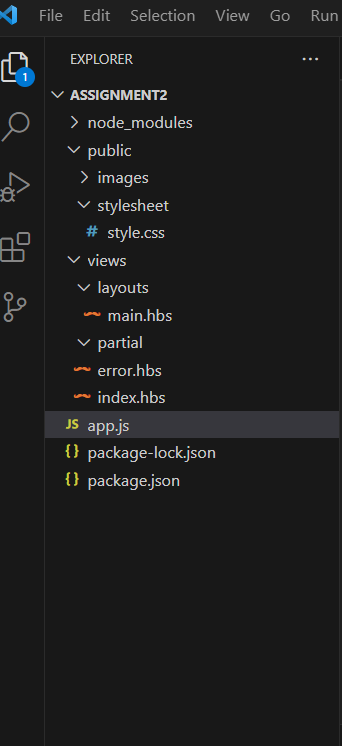 File Edit Selection View Go Run
EXPLORER ...
1
ASSIGNMENT2
node_modules
public
images
stylesheet
# style.css
views
layouts
main.hbs
partial
error.hbs
index.hbs
JS app.js
{} package-lock.json
{} package.json